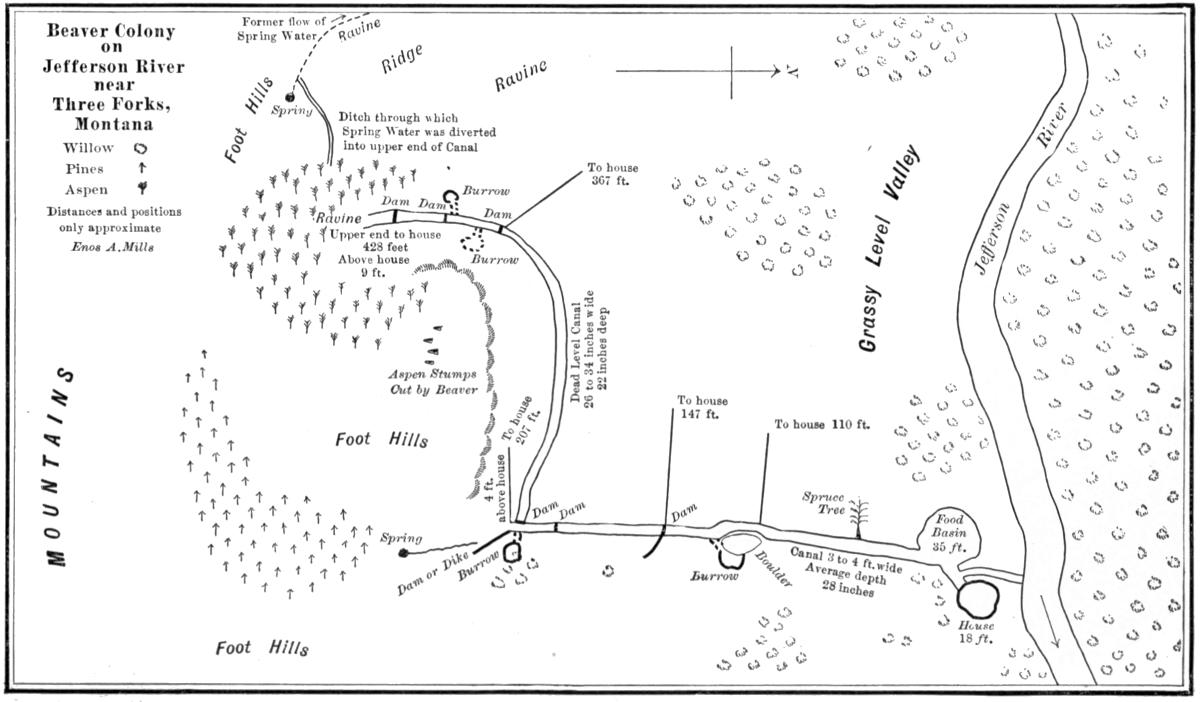 Beaver Colony
on
Jefferson River
near
Three Forks,
Montana
Willow
Pines
Aspen
Distances and positions
only approximate
Enos A. Mills
Former flow of
Spring Water
Ravine
Ridge
Ravine
N
Foot Hills
Spring
Ditch through which
Spring Water was diverted
into upper end of Canal
To house
367 ft.
Burrow
Dam
Dam
Dam
Ravine
Burrow
Upper end to house
428 feet
Above house
9 ft.
Dead Level Canal
26 to 34 inches wide
22 inches deep
Aspen Stumps
Cut by Beaver
Grassy Level Valley
Jefferson
River
MOUNTAINS
Foot Hills
To house
207 ft.
4 ft.
above house
To house
147 ft.
To house 110 ft.
Spruce
Tree
Food
Basin
35 ft.
Spring
Dam or Dike
Burrow
Dam
Dam
Dam
Burrow
Boulder
Canal 3 to 4 ft. wide
Average depth
28 inches
House
18 ft.
Foot Hills